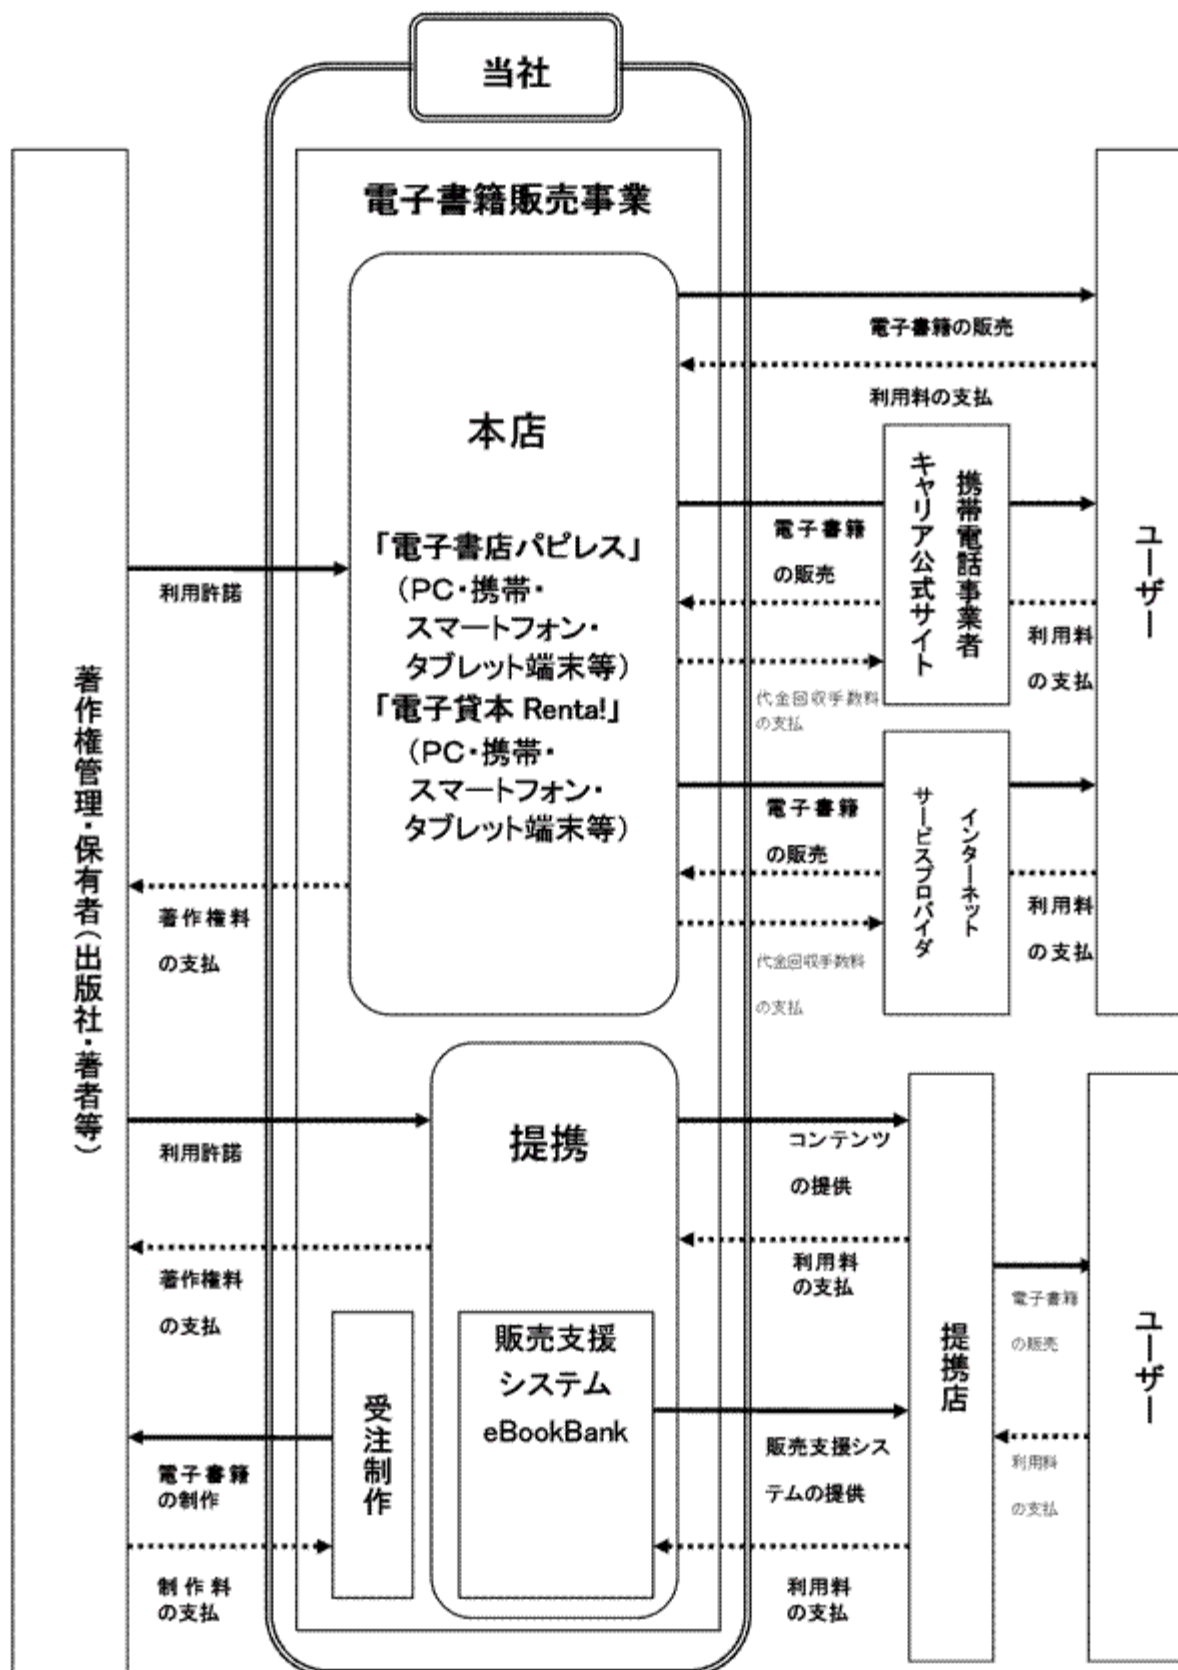 当社
電子書籍販売事業
本店
「電子書店パピレス」
（PC・携帯・
スマートフォン・
タブレット端末等）
「電子貸本 Renta!」
（PC・携帯・
スマートフォン・
タブレット端末等）
著作権管理・保有者（出版社・著者等）
利用許諾
著作権料
の支払
電子書籍の販売
利用料の支払
携帯電話事業者
キャリア公式サイト
電子書籍
の販売
代金回収手数料
の支払
利用料
の支払
インターネット
サービスプロバイダ
電子書籍
の販売
代金回収手数料
の支払
利用料
の支払
ユーザー
提携
利用許諾
著作権料
の支払
コンテンツ
の提供
利用料
の支払
販売支援
システム
eBookBank
受注制作
電子書籍
の制作
制作料
の支払
販売支援シス
テムの提供
利用料
の支払
提携店
電子書籍
の販売
利用料
の支払
ユーザー